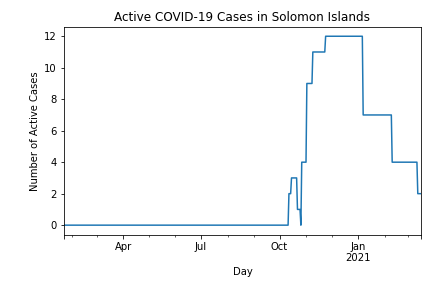 Active COVID-19 Cases in Solomon Islands
12
10
8
6
4
2
0
Number of Active Cases
Apr
Jul
Oct
Jan
2021
Day